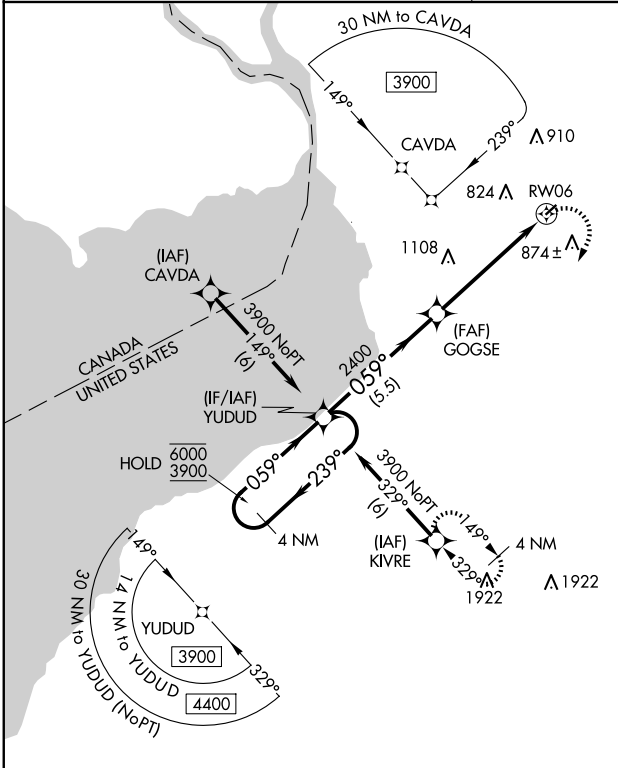 30 NM to CAVDA
3900
149°
239°
CAVDA
910
824
RW06
1108
874±
(IAF)
CAVDA
3900 NoPT
149°
(6)
(FAF)
GOGSE
CANADA
UNITED STATES
2400
059°
(5.5)
(IF/IAF)
YUDUD
HOLD
6000
3900
059°
239°
4 NM
3900 NoPT
329°
(6)
(IAF)
KIVRE
149°
329°
4 NM
1922
1922
149°
30 NM to YUDUD (NoPT)
14 NM to YUDUD
YUDUD
3900
4400
329°